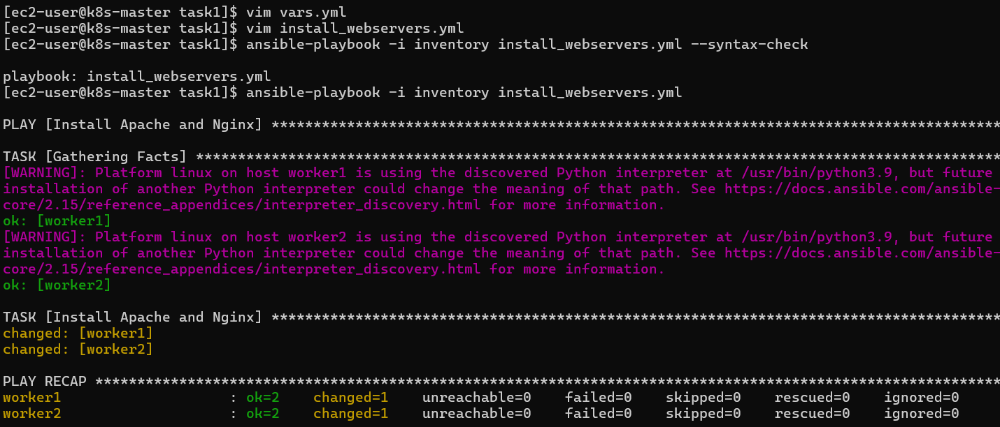 [ec2-user@k8s-master task1]$ vim vars.yml
[ec2-user@k8s-master task1]$ vim install_webservers.yml
[ec2-user@k8s-master task1]$ ansible-playbook -i inventory install_webservers.yml --syntax-check
playbook: install_webservers.yml
[ec2-user@k8s-master task1]$ ansible-playbook -i inventory install_webservers.yml
PLAY [Install Apache and Nginx] ***************************************************************************************
TASK [Gathering Facts] ************************************************************************************************
[WARNING]: Platform linux on host worker1 is using the discovered Python interpreter at /usr/bin/python3.9, but future
installation of another Python interpreter could change the meaning of that path. See https://docs.ansible.com/ansible-
core/2.15/reference_appendices/interpreter_discovery.html for more information.
ok: [worker1]
[WARNING]: Platform linux on host worker2 is using the discovered Python interpreter at /usr/bin/python3.9, but future
installation of another Python interpreter could change the meaning of that path. See https://docs.ansible.com/ansible-
core/2.15/reference_appendices/interpreter_discovery.html for more information.
ok: [worker2]
TASK [Install Apache and Nginx] ***************************************************************************************
changed: [worker1]
changed: [worker2]
PLAY RECAP ************************************************************************************************************
worker1                    : ok=2    changed=1    unreachable=0    failed=0    skipped=0    rescued=0    ignored=0
worker2                    : ok=2    changed=1    unreachable=0    failed=0    skipped=0    rescued=0    ignored=0